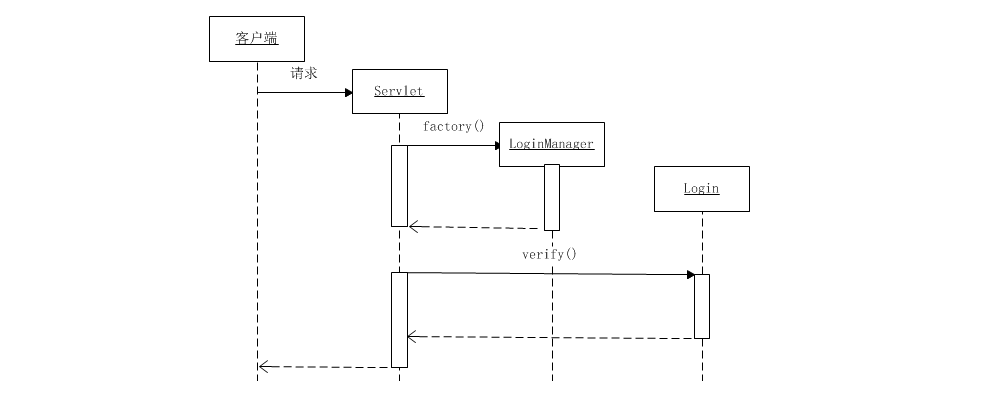 客户端
请求
Servlet
factory()
LoginManager
Login
verify()